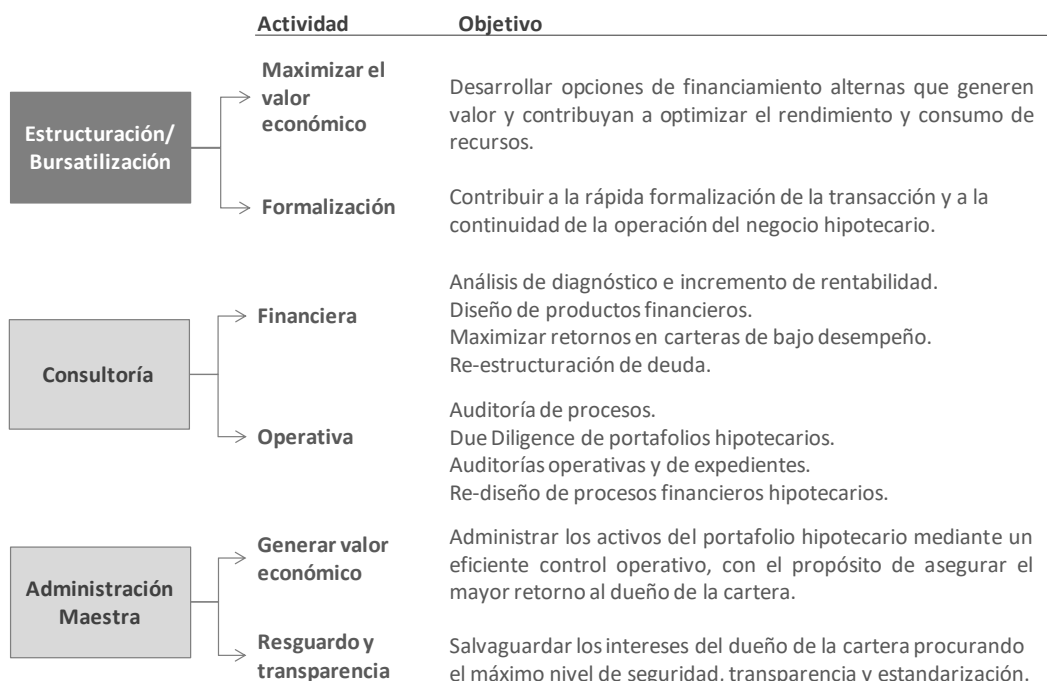 Actividad Objetivo
Estructuración/
Bursatilización
Maximizar el
valor
económico
Desarrollar opciones de financiamiento alternas que generen
valor y contribuyan a optimizar el rendimiento y consumo de
recursos.
Formalización
Contribuir a la rápida formalización de la transacción y a la
continuidad de la operación del negocio hipotecario.
Consultoría
Financiera
Análisis de diagnóstico e incremento de rentabilidad.
Diseño de productos financieros.
Maximizar retornos en carteras de bajo desempeño.
Re-estructuración de deuda.
Operativa
Auditoría de procesos.
Due Diligence de portafolios hipotecarios.
Auditorías operativas y de expedientes.
Re-diseño de procesos financieros hipotecarios.
Administración
Maestra
Generar valor
económico
Administrar los activos del portafolio hipotecario mediante un
eficiente control operativo, con el propósito de asegurar el
mayor retorno al dueño de la cartera.
Resguardo y
transparencia
Salvaguardar los intereses del dueño de la cartera procurando
el máximo nivel de seguridad, transparencia y estandarización.